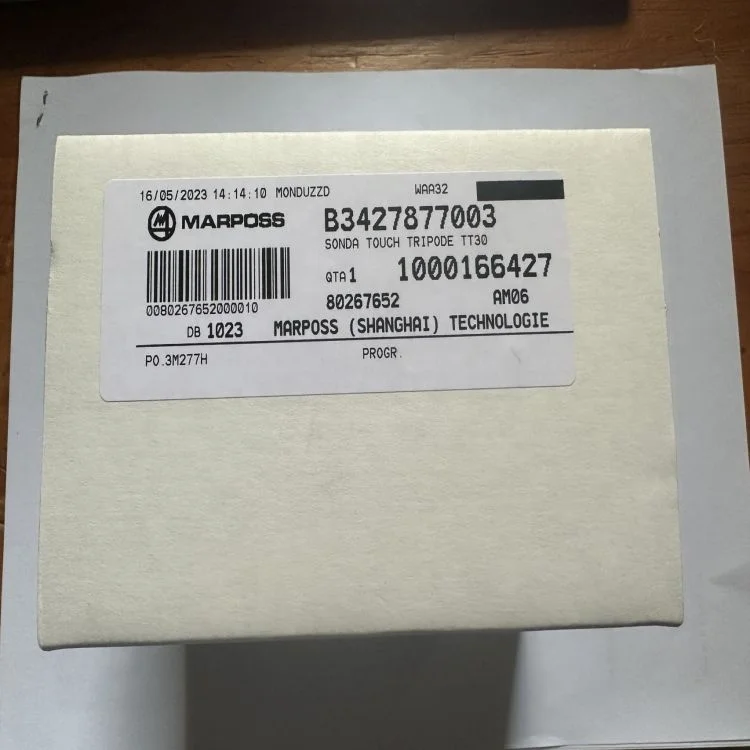 16/05/2023 14:14:10 MONDUZZD WAA32
MARPOSS B3427877003
SONDA TOUCH TRIPODE TT30
QTA 1 1000166427
0080267652000010 80267652 AM06
DB 1023 MARPOSS (SHANGHAI) TECHNOLOGIE
PO.3M277H PROGR.